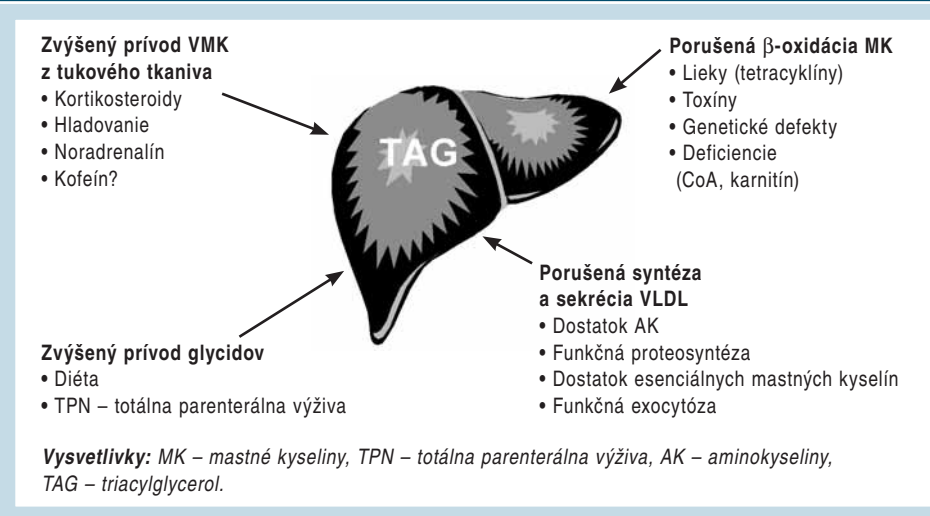 Zvýšený prívod VMK
z tukového tkaniva
• Kortikosteroidy
• Hladovanie
• Noradrenalín
• Kofeín?
Porušená β-oxidácia MK
• Lieky (tetracyklíny)
• Toxíny
• Genetické defekty
• Deficiencie
(CoA, karnitín)
TAG
Porušená syntéza
a sekrécia VLDL
• Dostatok AK
• Funkčná proteosyntéza
• Dostatok esenciálnych mastných kyselín
• Funkčná exocytóza
Zvýšený prívod glycidov
• Diéta
• TPN – totálna parenterálna výživa
Vysvetlivky: MK – mastné kyseliny, TPN – totálna parenterálna výživa, AK – aminokyseliny,
TAG – triacylglycerol.